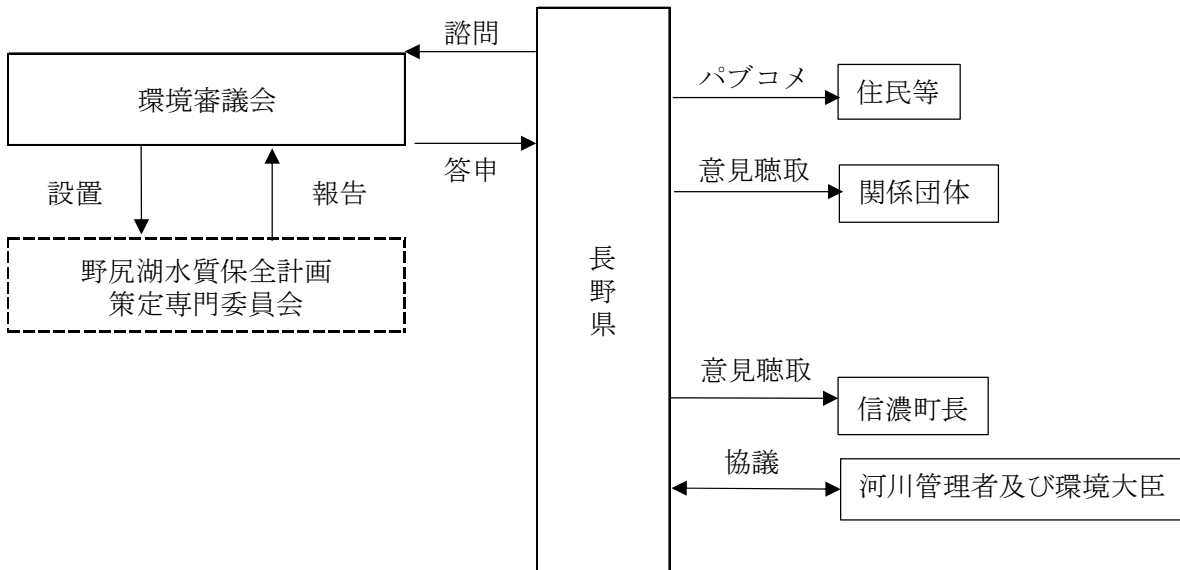 諮問
環境審議会
答申
設置
報告
野尻湖水質保全計画
策定専門委員会
長野県
パブコメ
住民等
意見聴取
関係団体
意見聴取
信濃町長
協議
河川管理者及び環境大臣